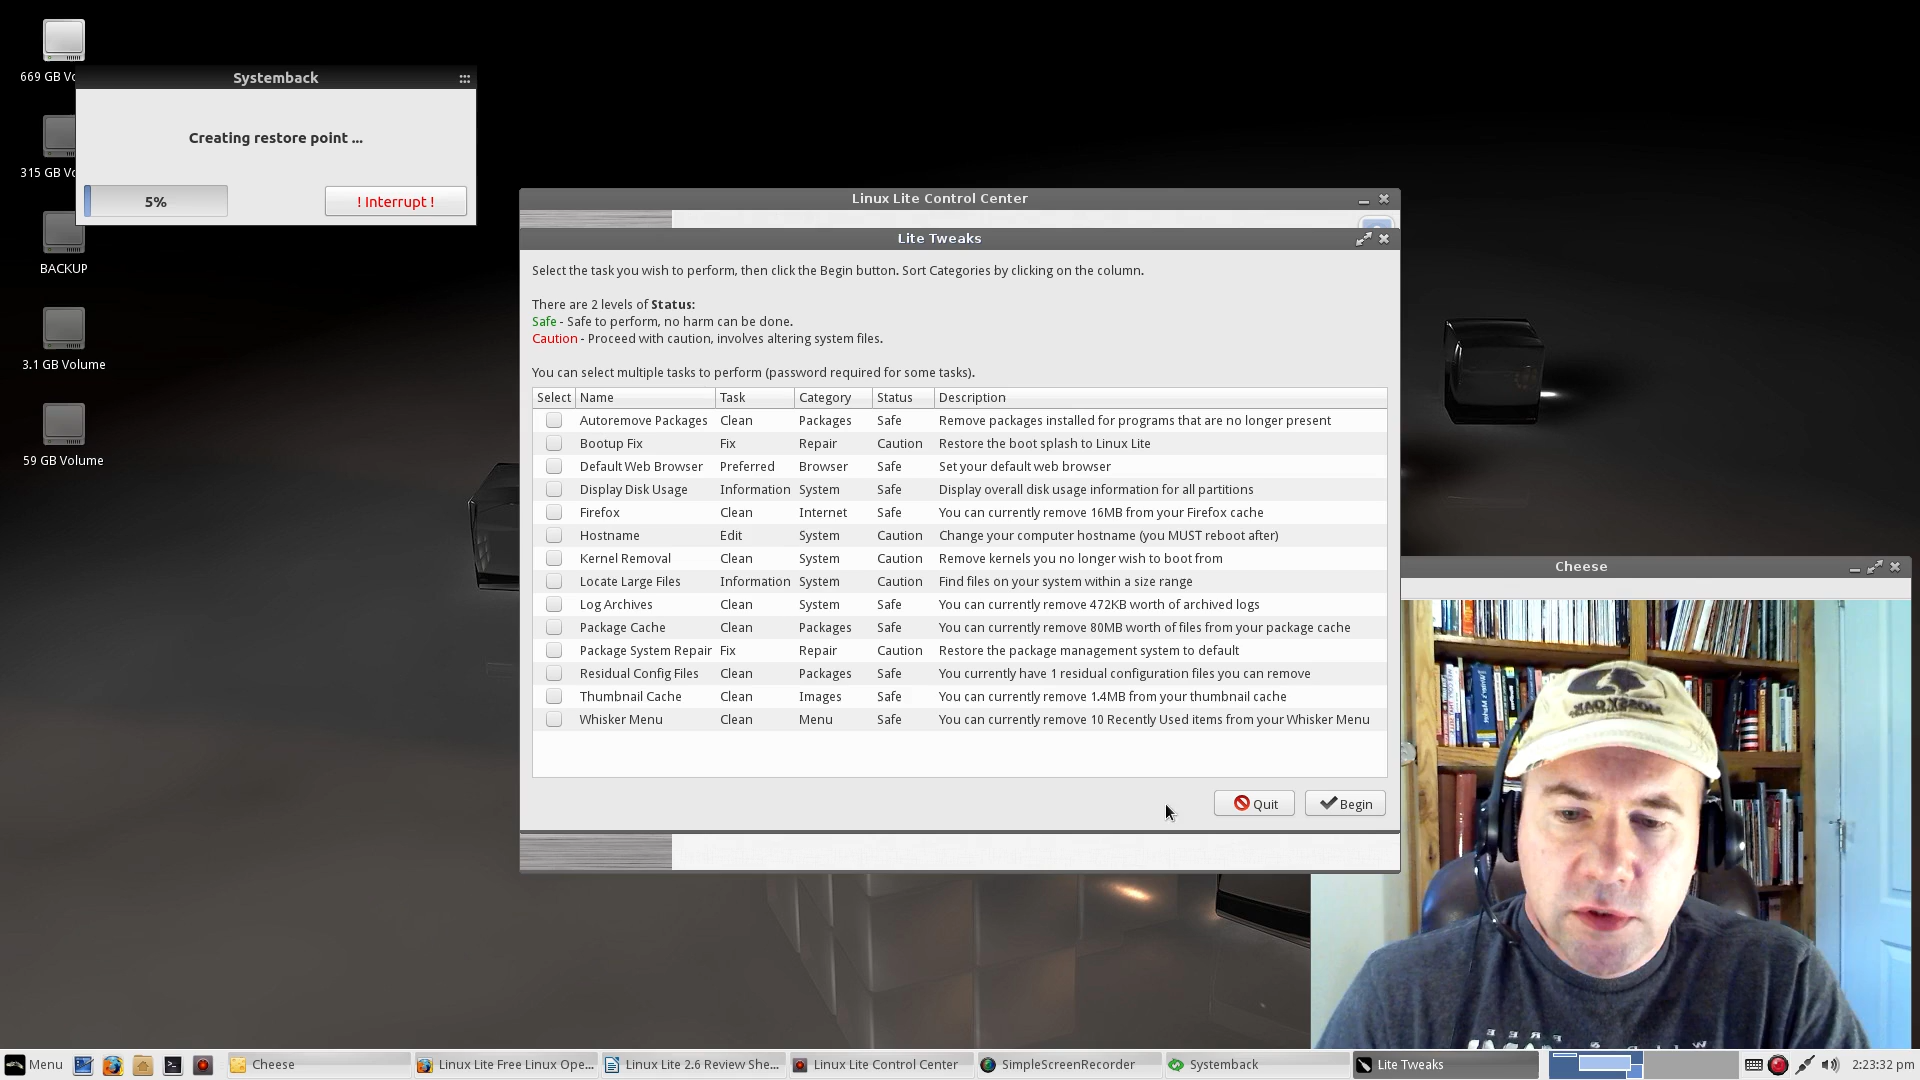 669 GB Vo
Systemback
Creating restore point ...
5%
! Interrupt !
315 GB Vo
BACKUP
3.1 GB Volume
59 GB Volume
Linux Lite Control Center
Lite Tweaks
Select the task you wish to perform, then click the Begin button. Sort Categories by clicking on the column.
There are 2 levels of Status:
Safe - Safe to perform, no harm can be done.
Caution - Proceed with caution, involves altering system files.
You can select multiple tasks to perform (password required for some tasks).
Select Name Task Category Status Description
Autoremove Packages Clean Packages Safe Remove packages installed for programs that are no longer present
Bootup Fix Fix Repair Caution Restore the boot splash to Linux Lite
Default Web Browser Preferred Browser Safe Set your default web browser
Display Disk Usage Information System Safe Display overall disk usage information for all partitions
Firefox Clean Internet Safe You can currently remove 16MB from your Firefox cache
Hostname Edit System Caution Change your computer hostname (you MUST reboot after)
Kernel Removal Clean System Caution Remove kernels you no longer wish to boot from
Locate Large Files Information System Caution Find files on your system within a size range
Log Archives Clean System Safe You can currently remove 472KB worth of archived logs
Package Cache Clean Packages Safe You can currently remove 80MB worth of files from your package cache
Package System Repair Fix Repair Caution Restore the package management system to default
Residual Config Files Clean Packages Safe You currently have 1 residual configuration files you can remove
Thumbnail Cache Clean Images Safe You can currently remove 1.4MB from your thumbnail cache
Whisker Menu Clean Menu Safe You can currently remove 10 Recently Used items from your Whisker Menu
Quit Begin
Cheese
MOSSY OAK
Menu Cheese Linux Lite Free Linux Ope... Linux Lite 2.6 Review She... Linux Lite Control Center SimpleScreenRecorder Systemback Lite Tweaks 2:23:32 pm